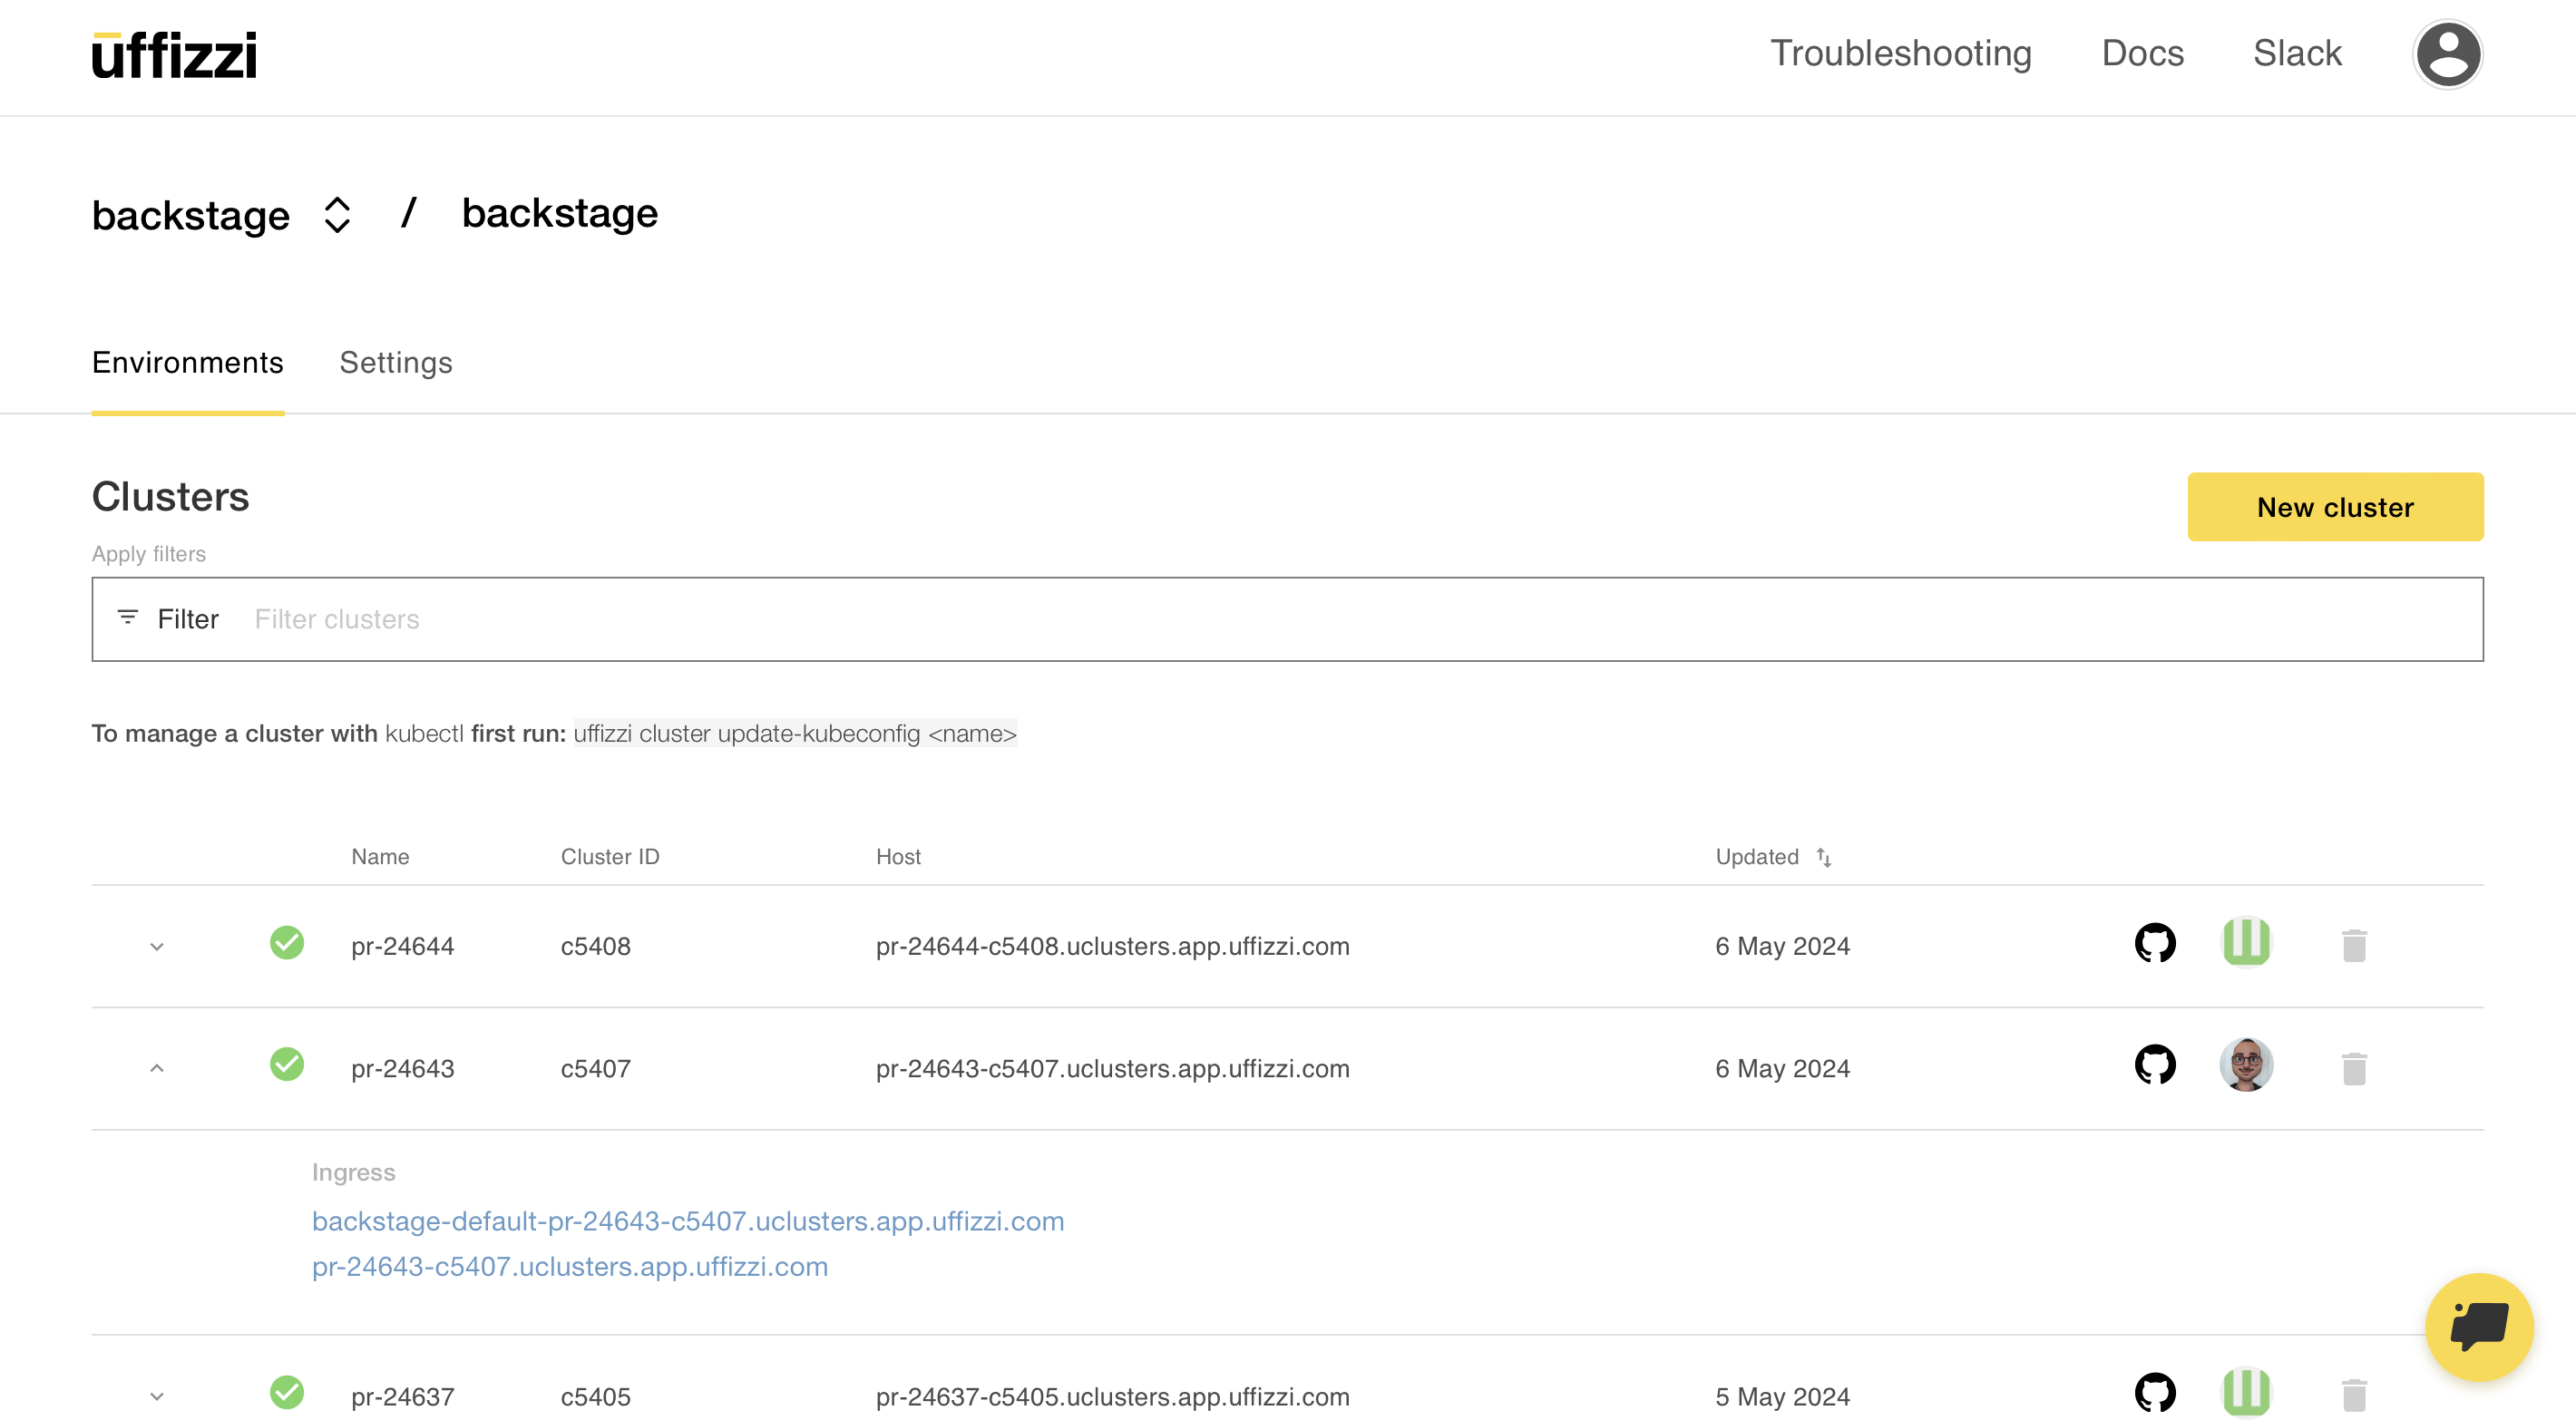 uffizzi
Troubleshooting Docs Slack
backstage / backstage
Environments Settings
Clusters
New cluster
Apply filters
Filter Filter clusters
To manage a cluster with kubectl first run: uffizzi cluster update-kubeconfig <name>
Name Cluster ID Host Updated
pr-24644 c5408 pr-24644-c5408.uclusters.app.uffizzi.com 6 May 2024
pr-24643 c5407 pr-24643-c5407.uclusters.app.uffizzi.com 6 May 2024
Ingress
backstage-default-pr-24643-c5407.uclusters.app.uffizzi.com
pr-24643-c5407.uclusters.app.uffizzi.com
pr-24637 c5405 pr-24637-c5405.uclusters.app.uffizzi.com 5 May 2024